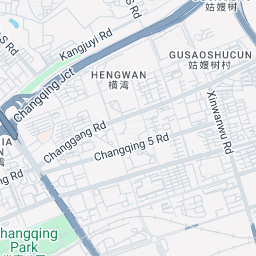 Kangjuyi Rd
GUSAOSHUCUN
姑嫂树
姑嫂树村
HENGWAN
横湾
Changqing Jct
Xinwanwu Rd
Changgang Rd
Changqing 5 Rd
Rd
Changqing
Park